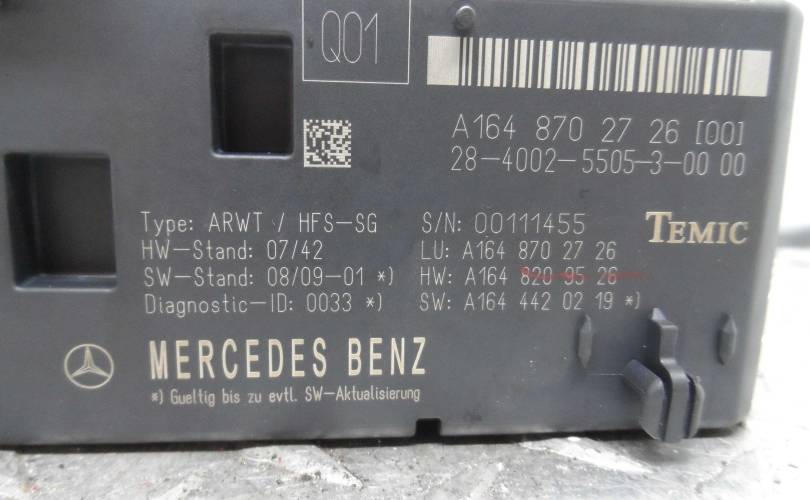 Q01
A164 870 2726 [00]
28-4002-5505-3-00 00
Type: ARWT / HFS-SG
HW-Stand: 07/42
SW-Stand: 08/09-01 *)
Diagnostic-ID: 0033 *)
S/N: 00111455
LU: A164 870 27 26
HW: A164 820 95 26
SW: A164 442 02 19 *)
TEMIC
MERCEDES BENZ
*) Gueltig bis zu evtl. SW-Aktualisierung